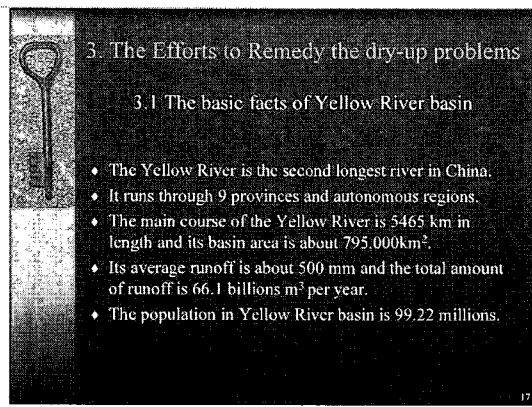 3. The Efforts to Remedy the dry-up problems
3.1 The basic facts of Yellow River basin
♦ The Yellow River is the second longest river in China.
♦ It runs through 9 provinces and autonomous regions.
♦ The main course of the Yellow River is 5465 km in
length and its basin area is about 795.000km².
♦ Its average runoff is about 500 mm and the total amount
of runoff is 66.1 billions m³ per year.
♦ The population in Yellow River basin is 99.22 millions.
17